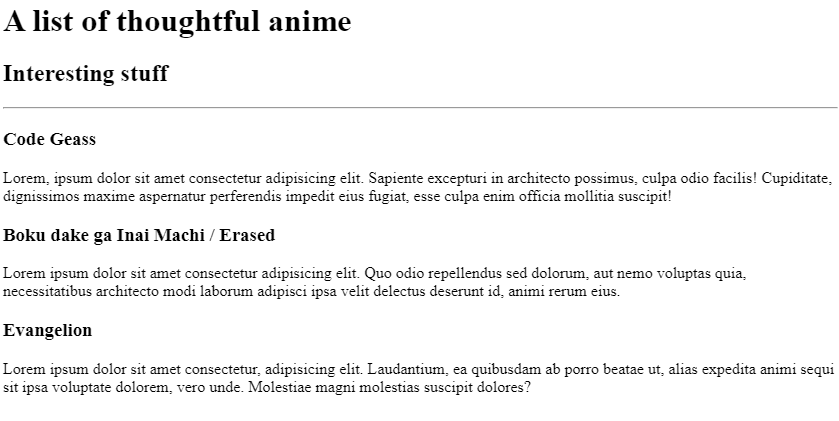 A list of thoughtful anime
Interesting stuff
Code Geass
Lorem, ipsum dolor sit amet consectetur adipisicing elit. Sapiente excepturi in architecto possimus, culpa odio facilis! Cupiditate,
dignissimos maxime aspernatur perferendis impedit eius fugiat, esse culpa enim officia mollitia suscipit!
Boku dake ga Inai Machi / Erased
Lorem ipsum dolor sit amet consectetur adipisicing elit. Quo odio repellendus sed dolorum, aut nemo voluptas quia,
necessitatibus architecto modi laborum adipisci ipsa velit delectus deserunt id, animi rerum eius.
Evangelion
Lorem ipsum dolor sit amet consectetur, adipisicing elit. Laudantium, ea quibusdam ab porro beatae ut, alias expedita animi sequi
sit ipsa voluptate dolorem, vero unde. Molestiae magni molestias suscipit dolores?